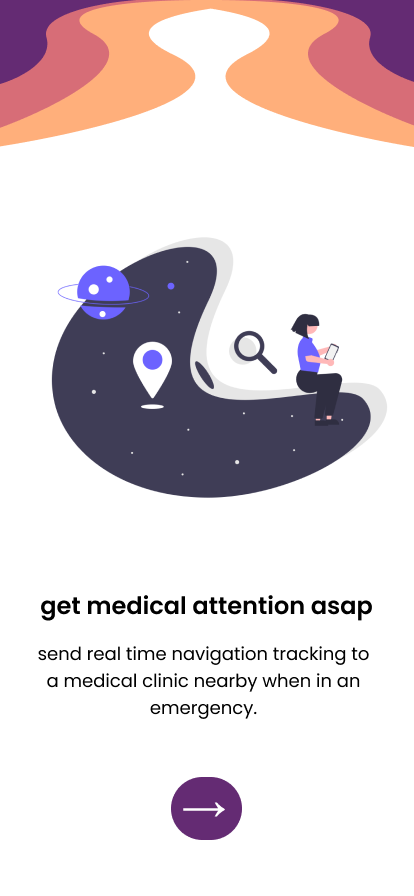 get medical attention asap
send real time navigation tracking to
a medical clinic nearby when in an
emergency.